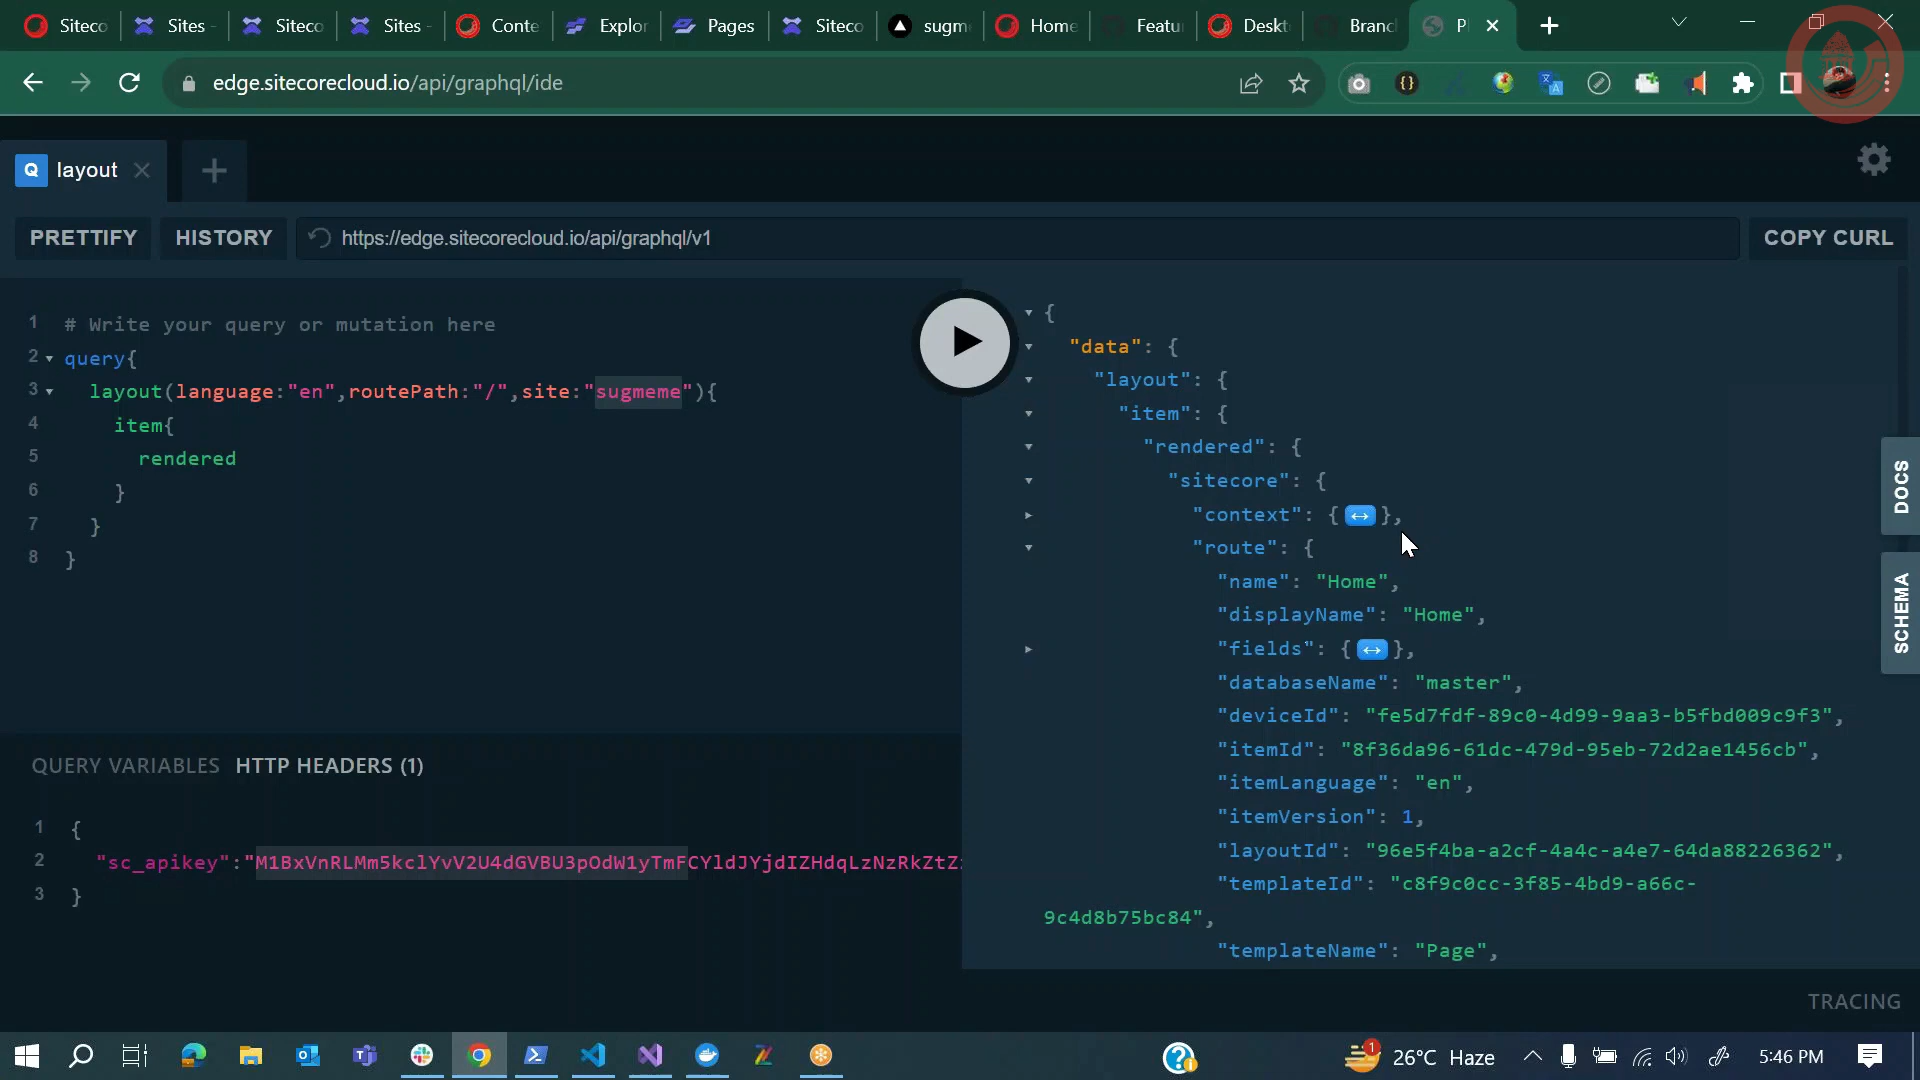 Siteco
Sites -
Siteco
Sites -
Conte
Explor
Pages
Siteco
sugme
Home
Featu
Deskt
Branc
Pl
edge.sitecorecloud.io/api/graphql/ide
Q layout
PRETTIFY
HISTORY
https://edge.sitecorecloud.io/api/graphql/v1
COPY CURL
1 # Write your query or mutation here
2 query{
3 layout(language:"en",routePath:"/",site:"sugmeme"){
4 item{
5 rendered
6 }
7 }
8 }
QUERY VARIABLES HTTP HEADERS (1)
1 {
2 "sc_apikey":"M1BxVnRLMm5kclYvV2U4dGVBU3pOdW1yTmFCYldJYjdIZHdqLzNzRkZtZ
3 }
{
"data": {
"layout": {
"item": {
"rendered": {
"sitecore": {
"context": { ↔ },
"route": {
"name": "Home",
"displayName": "Home",
"fields": { ↔ },
"databaseName": "master",
"deviceId": "fe5d7fdf-89c0-4d99-9aa3-b5fbd009c9f3",
"itemId": "8f36da96-61dc-479d-95eb-72d2ae1456cb",
"itemLanguage": "en",
"itemVersion": 1,
"layoutId": "96e5f4ba-a2cf-4a4c-a4e7-64da88226362",
"templateId": "c8f9c0cc-3f85-4bd9-a66c-
9c4d8b75bc84",
"templateName": "Page",
DOCS
SCHEMA
TRACING
1
26°C Haze
5:46 PM